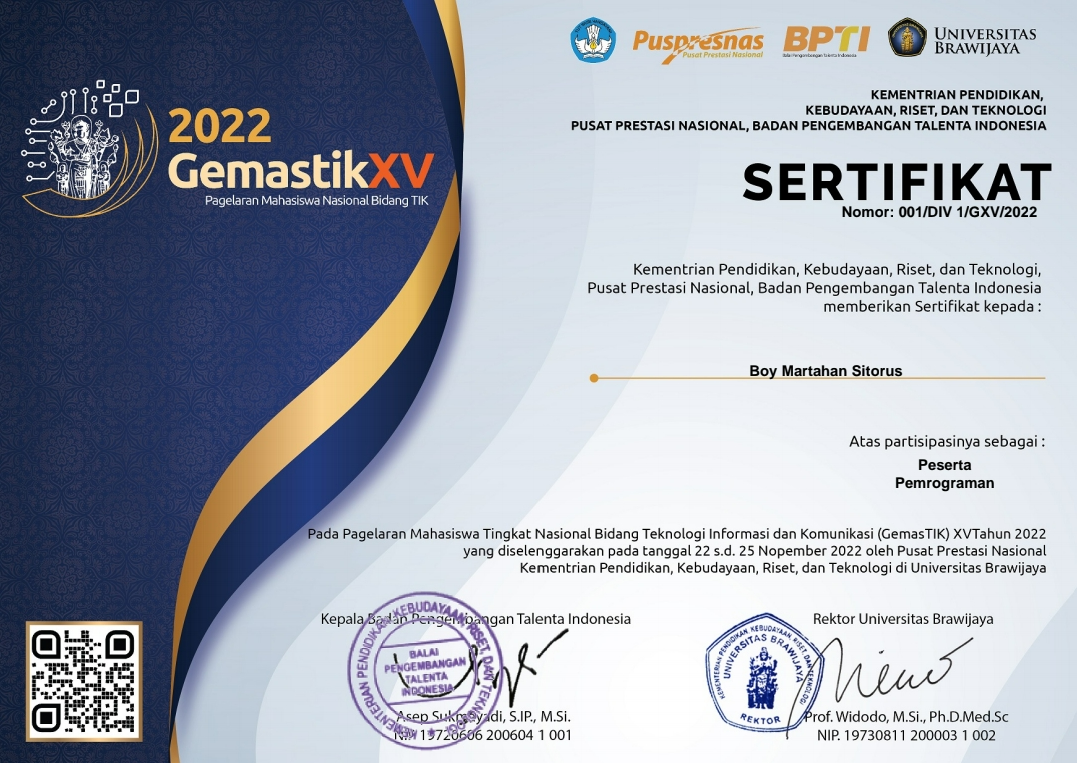 Puspresnas
Pusat Prestasi Nasional
BPTI
Balai Pengembangan Talenta Indonesia
UNIVERSITAS
BRAWIJAYA
2022
GemastikXV
Pagelaran Mahasiswa Nasional Bidang TIK
KEMENTRIAN PENDIDIKAN,
KEBUDAYAAN, RISET, DAN TEKNOLOGI
PUSAT PRESTASI NASIONAL, BADAN PENGEMBANGAN TALENTA INDONESIA
SERTIFIKAT
Nomor: 001/DIV 1/GXV/2022
Kementrian Pendidikan, Kebudayaan, Riset, dan Teknologi,
Pusat Prestasi Nasional, Badan Pengembangan Talenta Indonesia
memberikan Sertifikat kepada :
Boy Martahan Sitorus
Atas partisipasinya sebagai :
Peserta
Pemrograman
Pada Pagelaran Mahasiswa Tingkat Nasional Bidang Teknologi Informasi dan Komunikasi (GemasTIK) XVTahun 2022
yang diselenggarakan pada tanggal 22 s.d. 25 Nopember 2022 oleh Pusat Prestasi Nasional
Kementrian Pendidikan, Kebudayaan, Riset, dan Teknologi di Universitas Brawijaya
Kepala Badan Pengembangan Talenta Indonesia
KEMENTERIAN PENDIDIKAN, KEBUDAYAAN, RISET, DAN TEKNOLOGI
BALAI
PENGEMBANGAN
TALENTA
INDONESIA
Asep Sukmayadi, S.IP., M.Si.
NIP. 19720606 200604 1 001
Rektor Universitas Brawijaya
KEMENTERIAN PENDIDIKAN, KEBUDAYAAN, RISET, DAN TEKNOLOGI
UNIVERSITAS BRAWIJAYA
REKTOR
Prof. Widodo, M.Si., Ph.D.Med.Sc
NIP. 19730811 200003 1 002